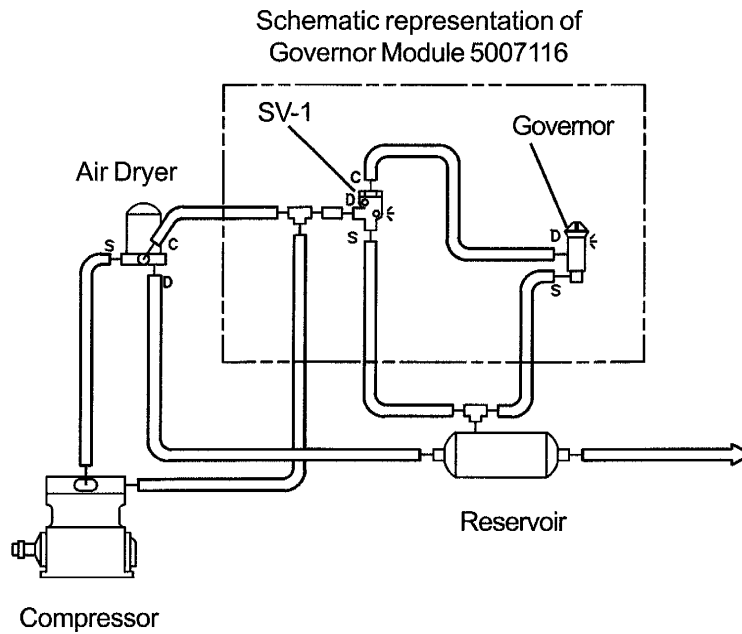 Schematic representation of
Governor Module 5007116
SV-1
Governor
Air Dryer
C
D
S
D
S
S
C
D
Reservoir
Compressor